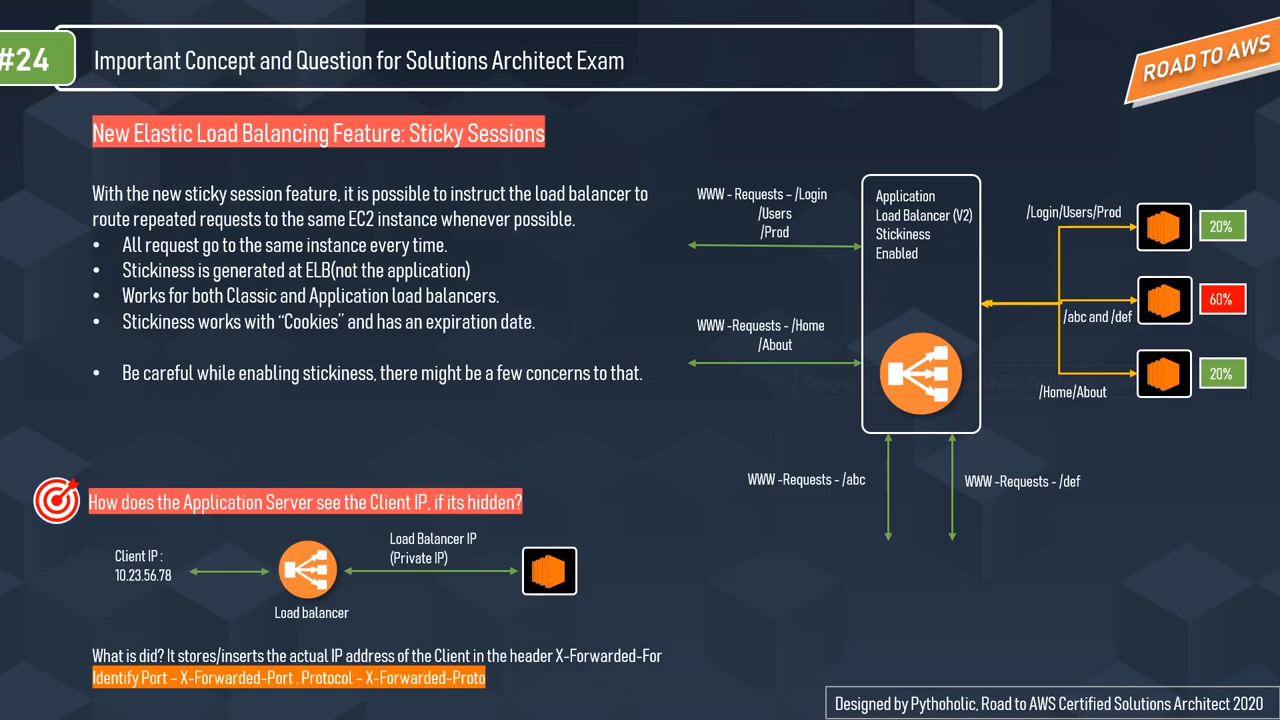 #24
Important Concept and Question for Solutions Architect Exam
ROAD TO AWS
New Elastic Load Balancing Feature: Sticky Sessions
With the new sticky session feature, it is possible to instruct the load balancer to
route repeated requests to the same EC2 instance whenever possible.
• All request go to the same instance every time.
• Stickiness is generated at ELB(not the application)
• Works for both Classic and Application load balancers.
• Stickiness works with “Cookies” and has an expiration date.
• Be careful while enabling stickiness, there might be a few concerns to that.
WWW - Requests – /Login
/Users
/Prod
WWW -Requests - /Home
/About
Application
Load Balancer (V2)
Stickiness
Enabled
/Login/Users/Prod
20%
60%
/abc and /def
20%
/Home/About
WWW -Requests - /abc
WWW -Requests - /def
How does the Application Server see the Client IP, if its hidden?
Client IP :
10.23.56.78
Load balancer
Load Balancer IP
(Private IP)
What is did? It stores/inserts the actual IP address of the Client in the header X-Forwarded-For
Identify Port – X-Forwarded-Port , Protocol – X-Forwarded-Proto
Designed by Pythoholic, Road to AWS Certified Solutions Architect 2020